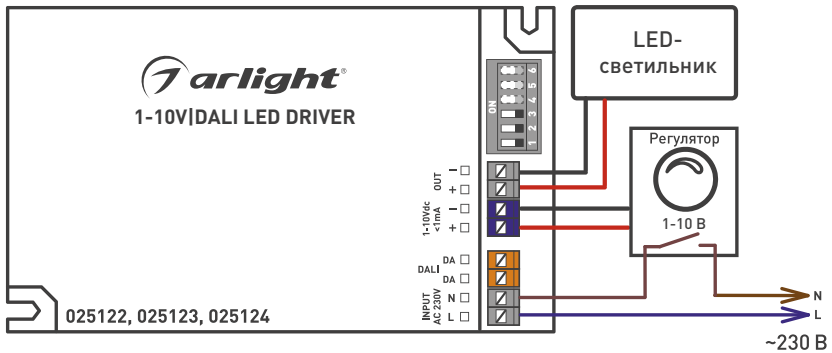 arlight®
1-10V|DALI LED DRIVER
025122, 025123, 025124
ON
1 2 3 4 5 6
OUT
−
+
1-10Vdc
<1mA
−
+
DALI
DA
DA
INPUT
AC 230V
N
L
LED-
светильник
Регулятор
1-10 В
N
L
~230 В